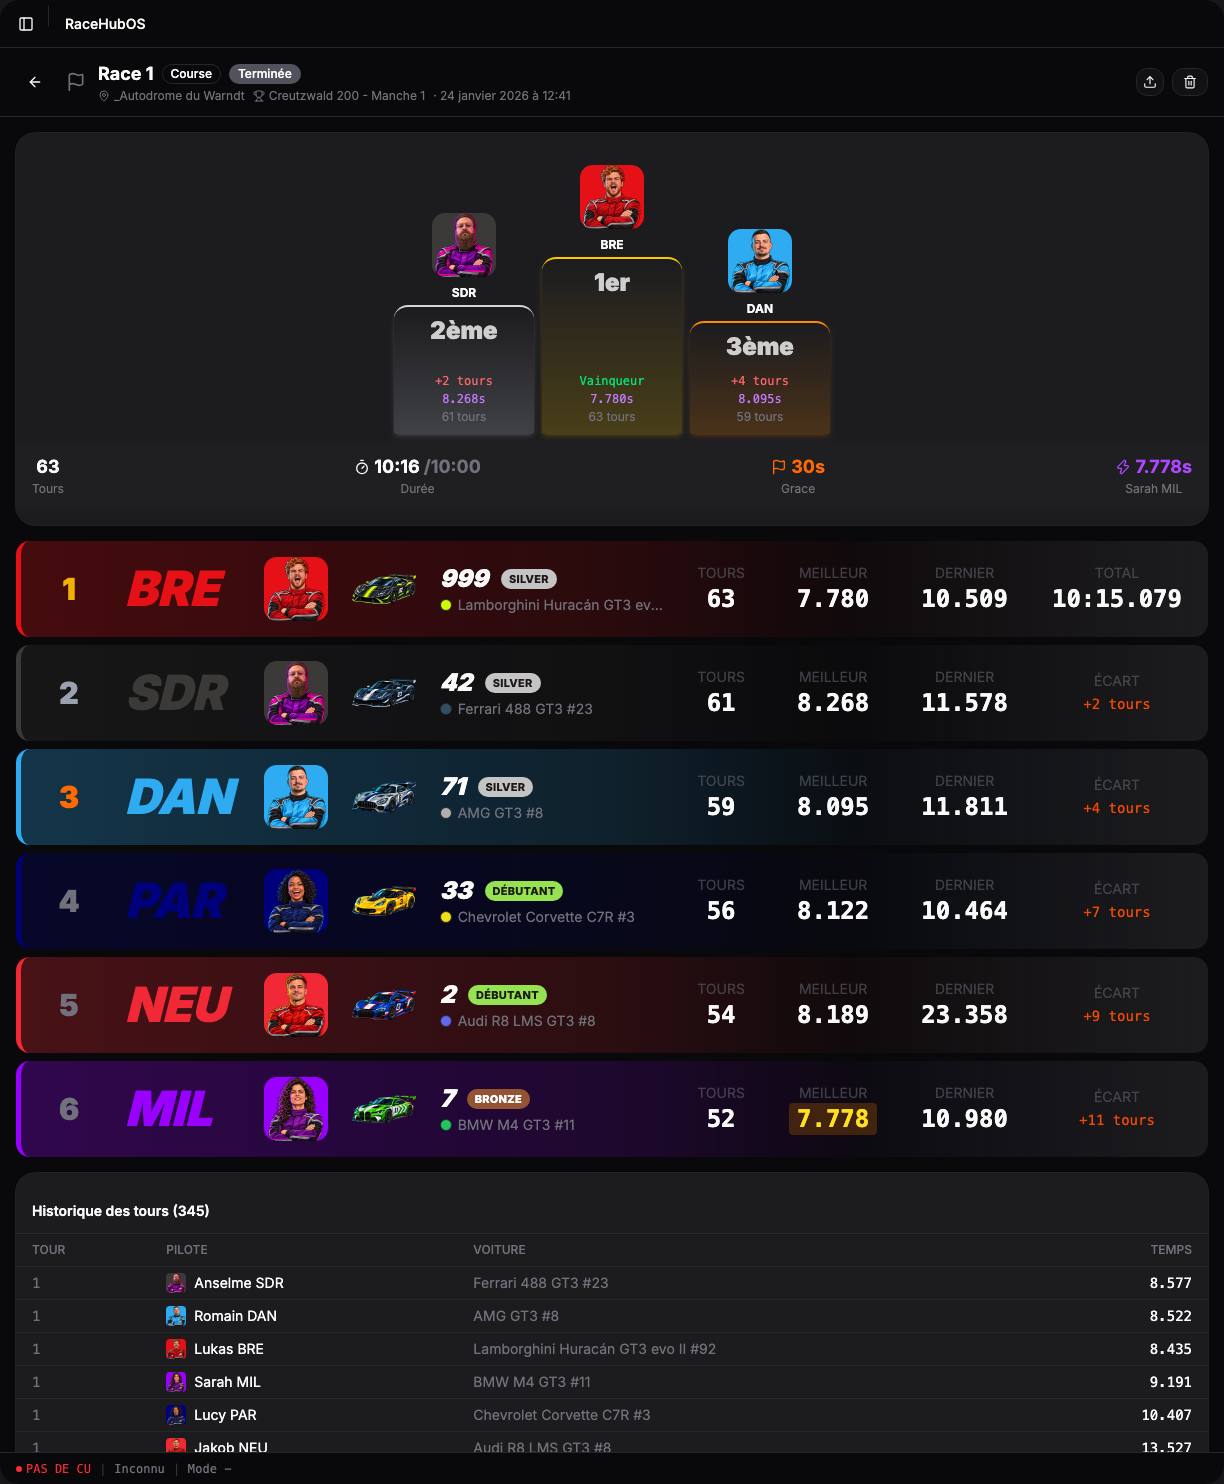 RaceHubOS
Race 1 Course Terminée
_Autodrome du Warndt Creutzwald 200 - Manche 1 · 24 janvier 2026 à 12:41
BRE
1er
Vainqueur
7.780s
63 tours
SDR
2ème
+2 tours
8.268s
61 tours
DAN
3ème
+4 tours
8.095s
59 tours
63
Tours
10:16 /10:00
Durée
30s
Grace
7.778s
Sarah MIL
1 BRE 999 SILVER
Lamborghini Huracán GT3 ev...
TOURS MEILLEUR DERNIER TOTAL
63 7.780 10.509 10:15.079
2 SDR 42 SILVER
Ferrari 488 GT3 #23
TOURS MEILLEUR DERNIER ÉCART
61 8.268 11.578 +2 tours
3 DAN 71 SILVER
AMG GT3 #8
TOURS MEILLEUR DERNIER ÉCART
59 8.095 11.811 +4 tours
4 PAR 33 DÉBUTANT
Chevrolet Corvette C7R #3
TOURS MEILLEUR DERNIER ÉCART
56 8.122 10.464 +7 tours
5 NEU 2 DÉBUTANT
Audi R8 LMS GT3 #8
TOURS MEILLEUR DERNIER ÉCART
54 8.189 23.358 +9 tours
6 MIL 7 BRONZE
BMW M4 GT3 #11
TOURS MEILLEUR DERNIER ÉCART
52 7.778 10.980 +11 tours
Historique des tours (345)
TOUR PILOTE VOITURE TEMPS
1 Anselme SDR Ferrari 488 GT3 #23 8.577
1 Romain DAN AMG GT3 #8 8.522
1 Lukas BRE Lamborghini Huracán GT3 evo II #92 8.435
1 Sarah MIL BMW M4 GT3 #11 9.191
1 Lucy PAR Chevrolet Corvette C7R #3 10.407
1 Jakob NEU Audi R8 LMS GT3 #8 13.527
PAS DE CU | Inconnu | Mode —